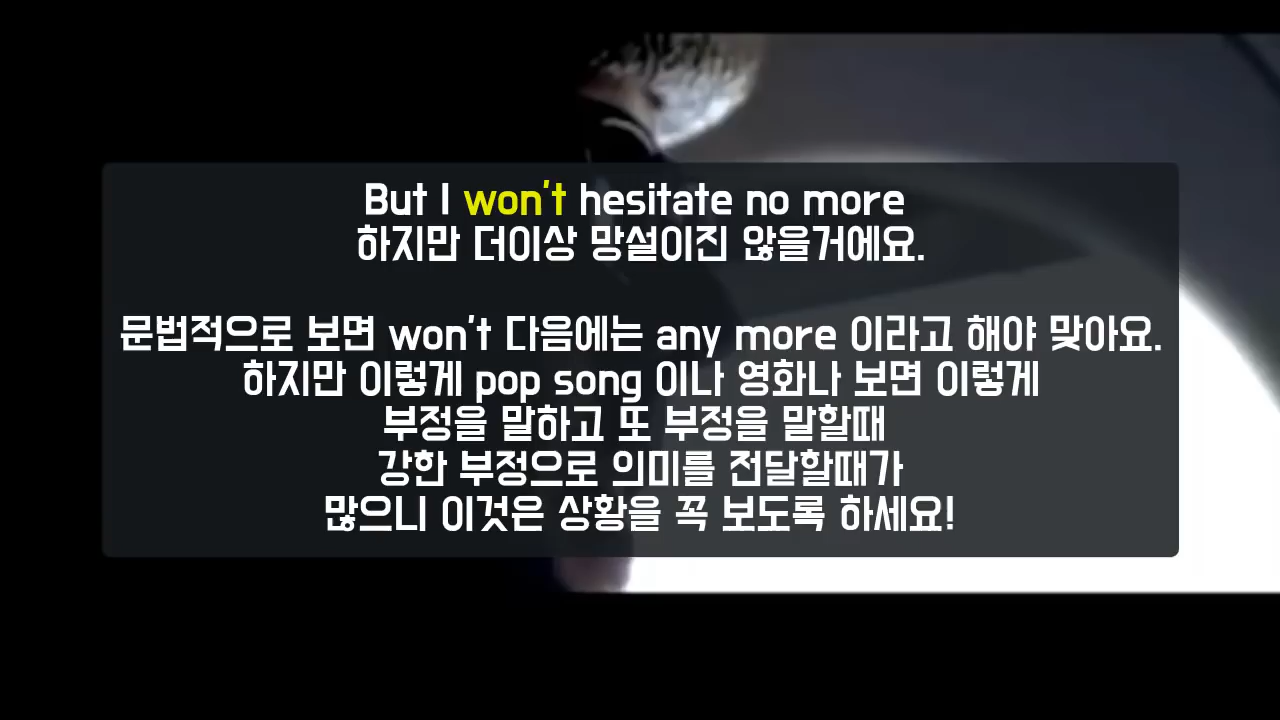 But I won't hesitate no more
하지만 더이상 망설이진 않을거에요.
문법적으로 보면 won't 다음에는 any more 이라고 해야 맞아요.
하지만 이렇게 pop song 이나 영화나 보면 이렇게
부정을 말하고 또 부정을 말할때
강한 부정으로 의미를 전달할때가
많으니 이것은 상황을 꼭 보도록 하세요!